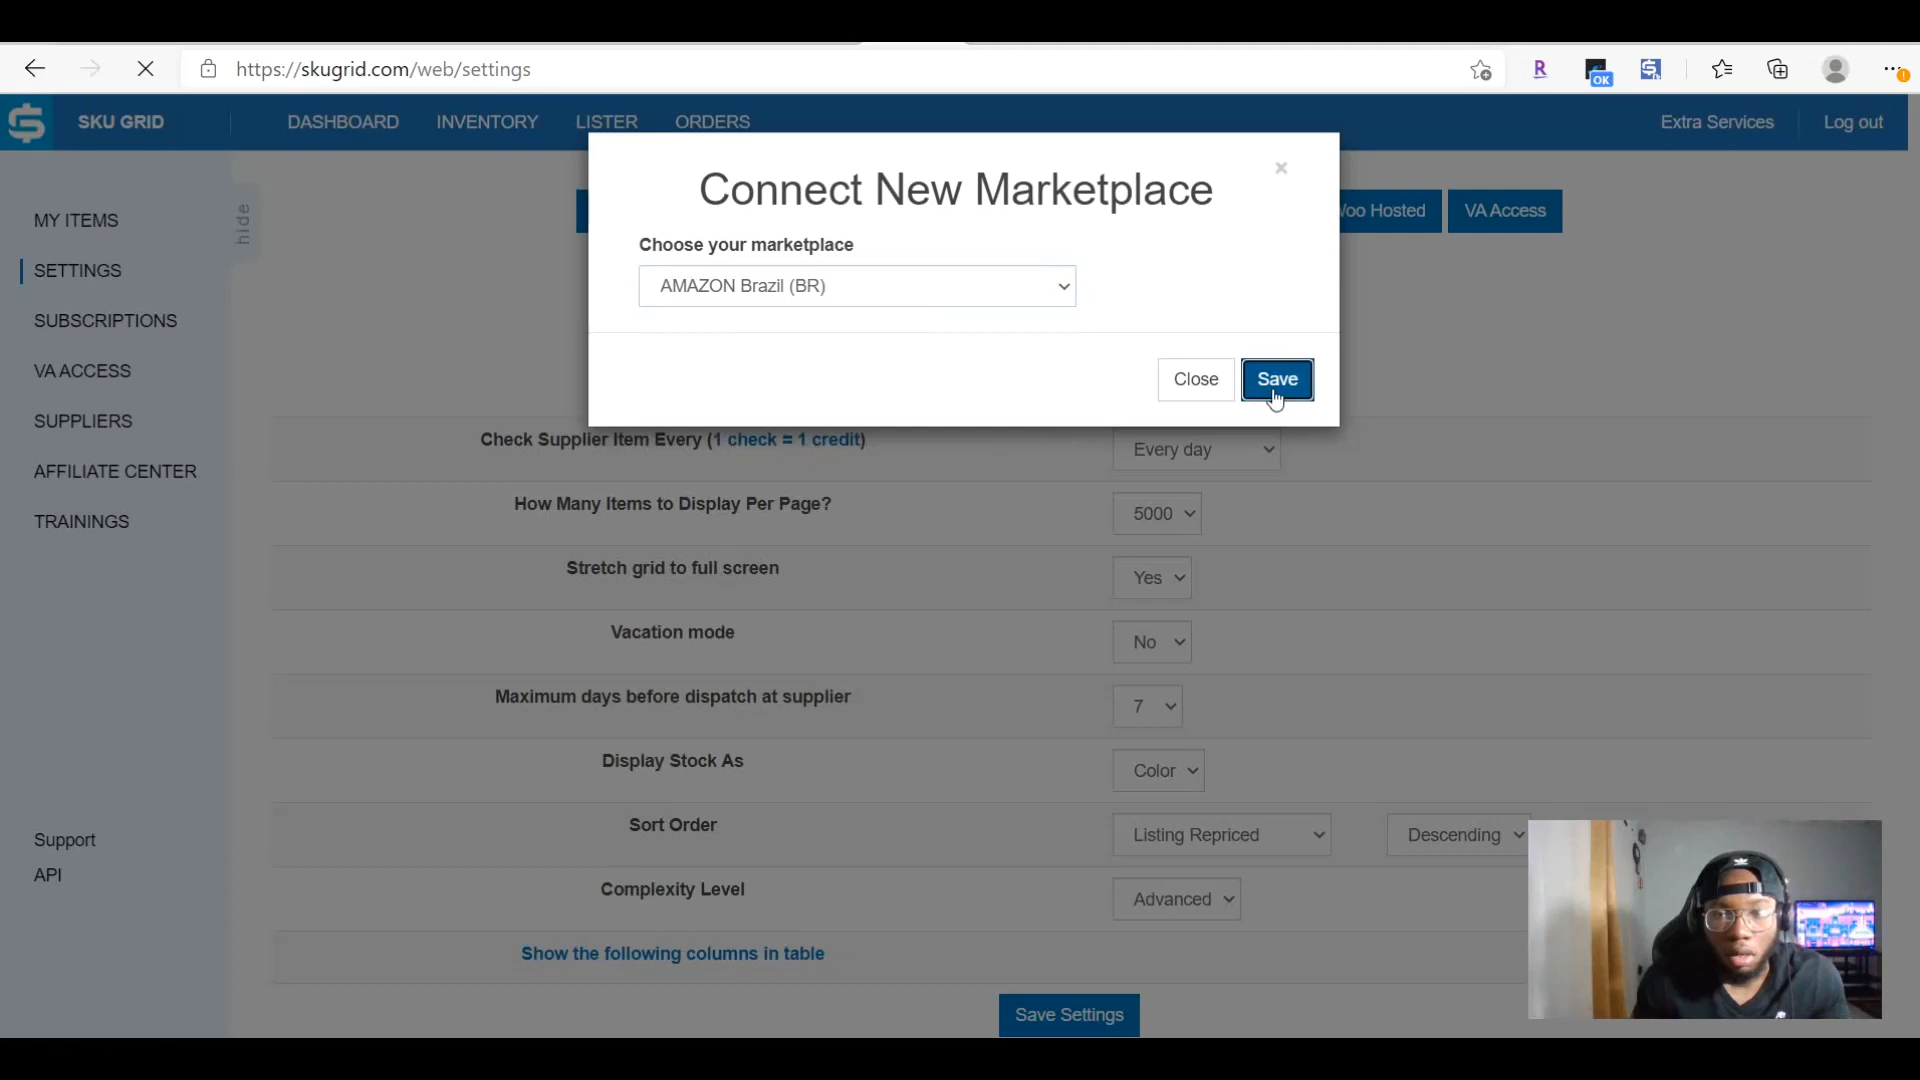 https://skugrid.com/web/settings
R
OK
SKU GRID
DASHBOARD
INVENTORY
LISTER
ORDERS
Extra Services
Log out
MY ITEMS
SETTINGS
SUBSCRIPTIONS
VA ACCESS
SUPPLIERS
AFFILIATE CENTER
TRAININGS
Support
API
hide
Hosted
VA Access
Connect New Marketplace
×
Choose your marketplace
AMAZON Brazil (BR)
Close
Save
Check Supplier Item Every (1 check = 1 credit)
Every day
How Many Items to Display Per Page?
5000
Stretch grid to full screen
Yes
Vacation mode
No
Maximum days before dispatch at supplier
7
Display Stock As
Color
Sort Order
Listing Repriced
Descending
Complexity Level
Advanced
Show the following columns in table
Save Settings